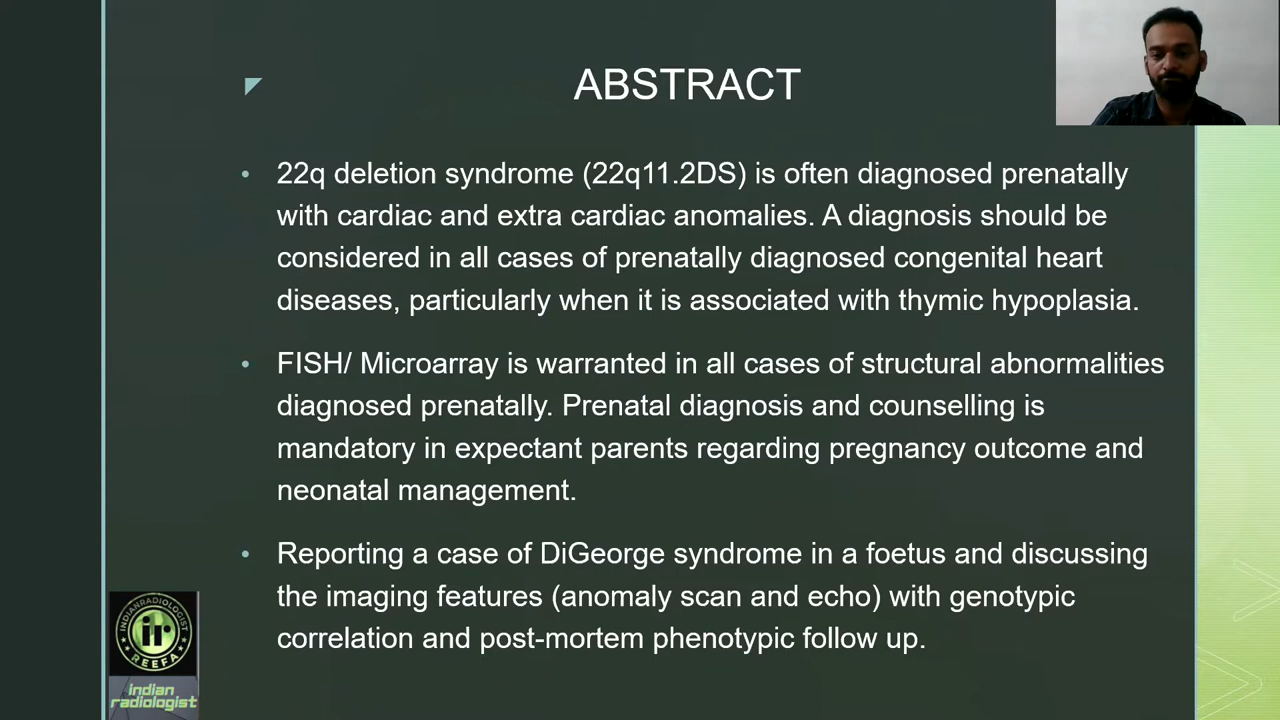 ABSTRACT
22q deletion syndrome (22q11.2DS) is often diagnosed prenatally
with cardiac and extra cardiac anomalies. A diagnosis should be
considered in all cases of prenatally diagnosed congenital heart
diseases, particularly when it is associated with thymic hypoplasia.
FISH/ Microarray is warranted in all cases of structural abnormalities
diagnosed prenatally. Prenatal diagnosis and counselling is
mandatory in expectant parents regarding pregnancy outcome and
neonatal management.
Reporting a case of DiGeorge syndrome in a foetus and discussing
the imaging features (anomaly scan and echo) with genotypic
correlation and post-mortem phenotypic follow up.
INDIANRADIOLOGIST
ir
REEFA
indian
radiologist